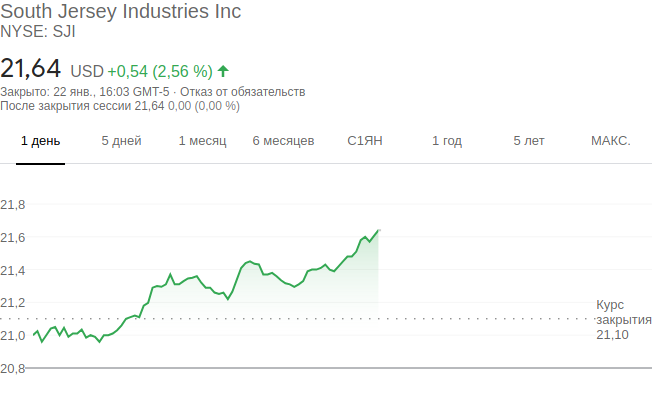 South Jersey Industries Inc
NYSE: SJI
21,64 USD +0,54 (2,56 %)
Закрыто: 22 янв., 16:03 GMT-5 · Отказ от обязательств
После закрытия сессии 21,64 0,00 (0,00 %)
1 день 5 дней 1 месяц 6 месяцев С1ЯН 1 год 5 лет МАКС.
21,8
21,6
21,4
21,2
21,0
20,8
Курс
закрытия
21,10